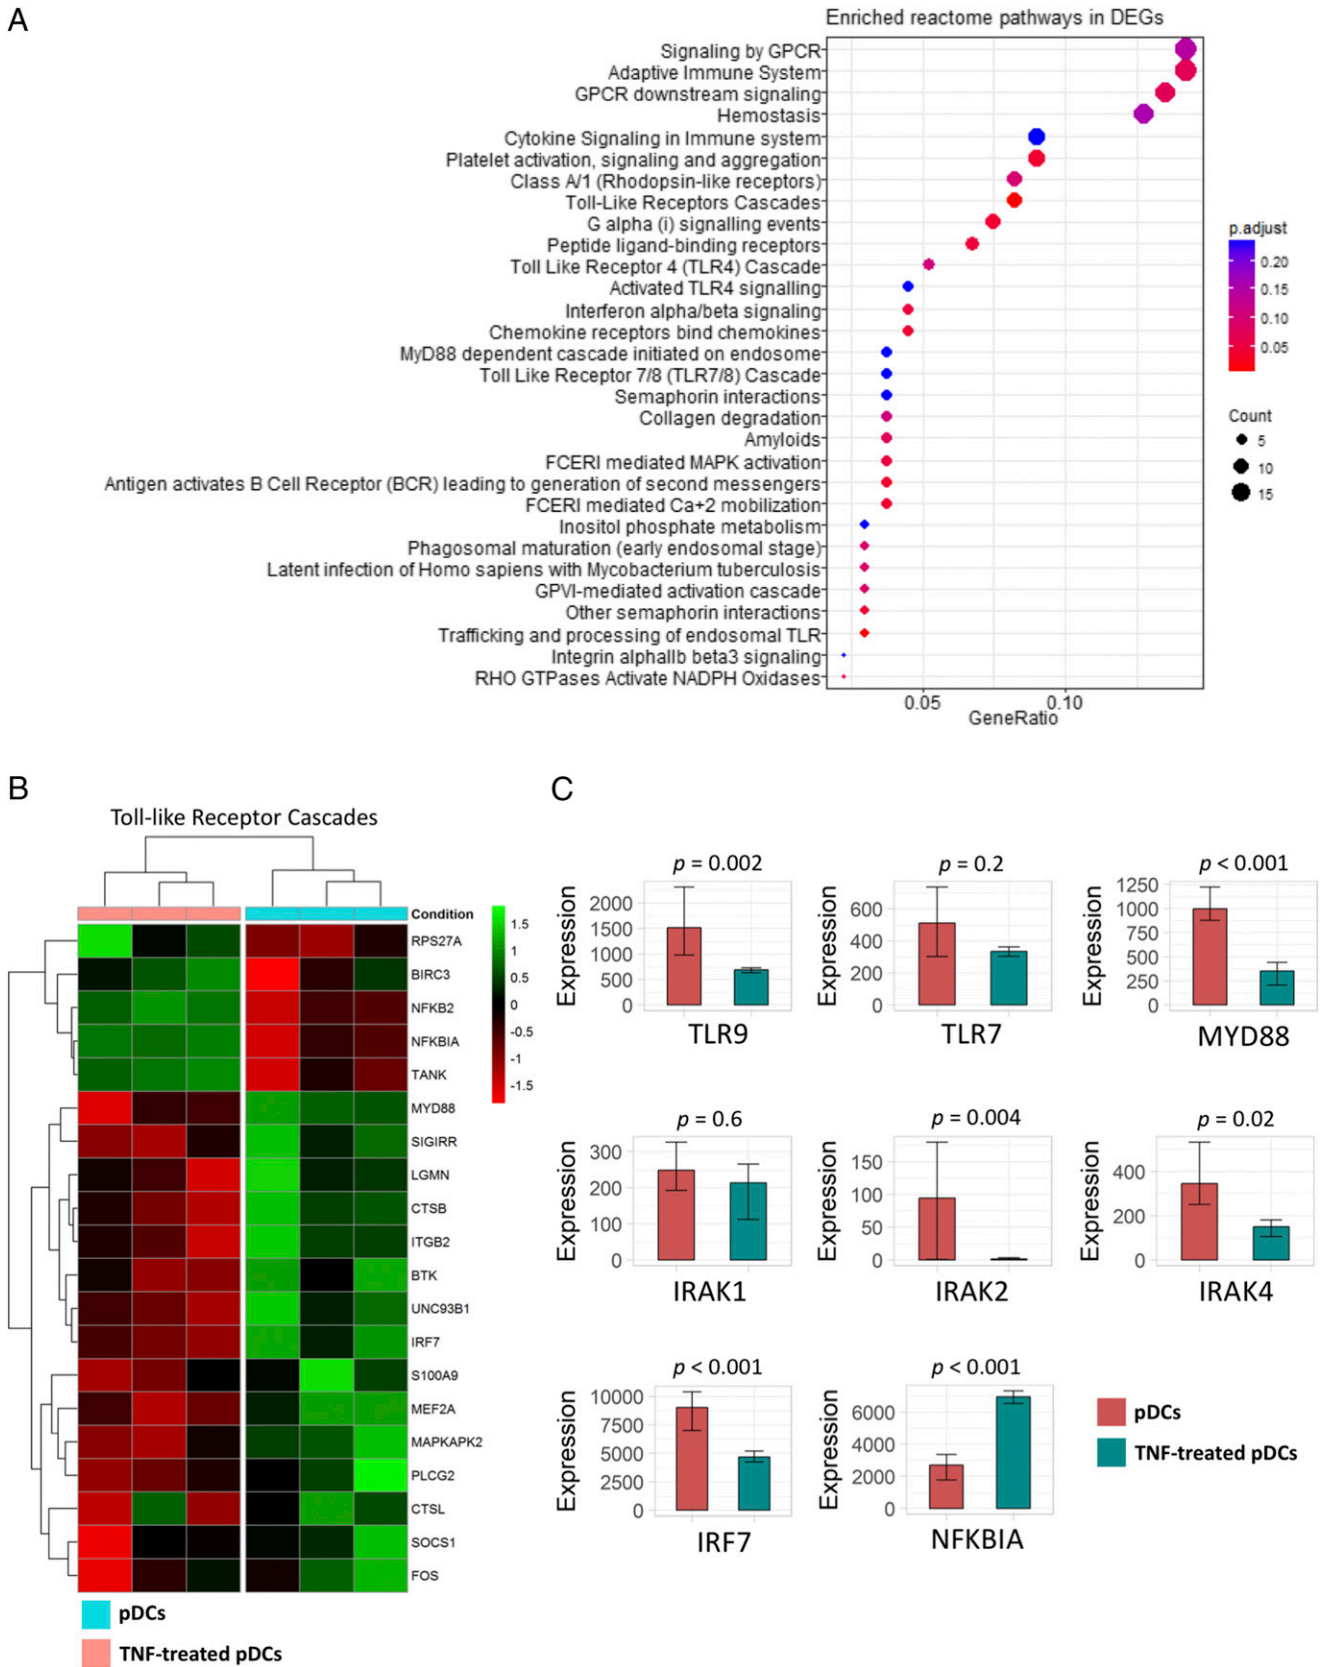 A
Enriched reactome pathways in DEGs
Signaling by GPCR
Adaptive Immune System
GPCR downstream signaling
Hemostasis
Cytokine Signaling in Immune system
Platelet activation, signaling and aggregation
Class A/1 (Rhodopsin-like receptors)
Toll-Like Receptors Cascades
G alpha (i) signalling events
Peptide ligand-binding receptors
Toll Like Receptor 4 (TLR4) Cascade
Activated TLR4 signalling
Interferon alpha/beta signaling
Chemokine receptors bind chemokines
MyD88 dependent cascade initiated on endosome
Toll Like Receptor 7/8 (TLR7/8) Cascade
Semaphorin interactions
Collagen degradation
Amyloids
FCERI mediated MAPK activation
Antigen activates B Cell Receptor (BCR) leading to generation of second messengers
FCERI mediated Ca+2 mobilization
Inositol phosphate metabolism
Phagosomal maturation (early endosomal stage)
Latent infection of Homo sapiens with Mycobacterium tuberculosis
GPVI-mediated activation cascade
Other semaphorin interactions
Trafficking and processing of endosomal TLR
Integrin alphaIIb beta3 signaling
RHO GTPases Activate NADPH Oxidases
0.05 0.10
GeneRatio
p.adjust
0.20
0.15
0.10
0.05
Count
5
10
15
B
Toll-like Receptor Cascades
Condition
RPS27A
BIRC3
NFKB2
NFKBIA
TANK
MYD88
SIGIRR
LGMN
CTSB
ITGB2
BTK
UNC93B1
IRF7
S100A9
MEF2A
MAPKAPK2
PLCG2
CTSL
SOCS1
FOS
1.5
1
0.5
0
-0.5
-1
-1.5
pDCs
TNF-treated pDCs
C
p = 0.002
Expression
2000
1500
1000
500
0
TLR9
p = 0.2
Expression
600
400
200
0
TLR7
p < 0.001
Expression
1250
1000
750
500
250
0
MYD88
p = 0.6
Expression
300
200
100
0
IRAK1
p = 0.004
Expression
150
100
50
0
IRAK2
p = 0.02
Expression
400
200
0
IRAK4
p < 0.001
Expression
10000
7500
5000
2500
0
IRF7
p < 0.001
Expression
6000
4000
2000
0
NFKBIA
pDCs
TNF-treated pDCs